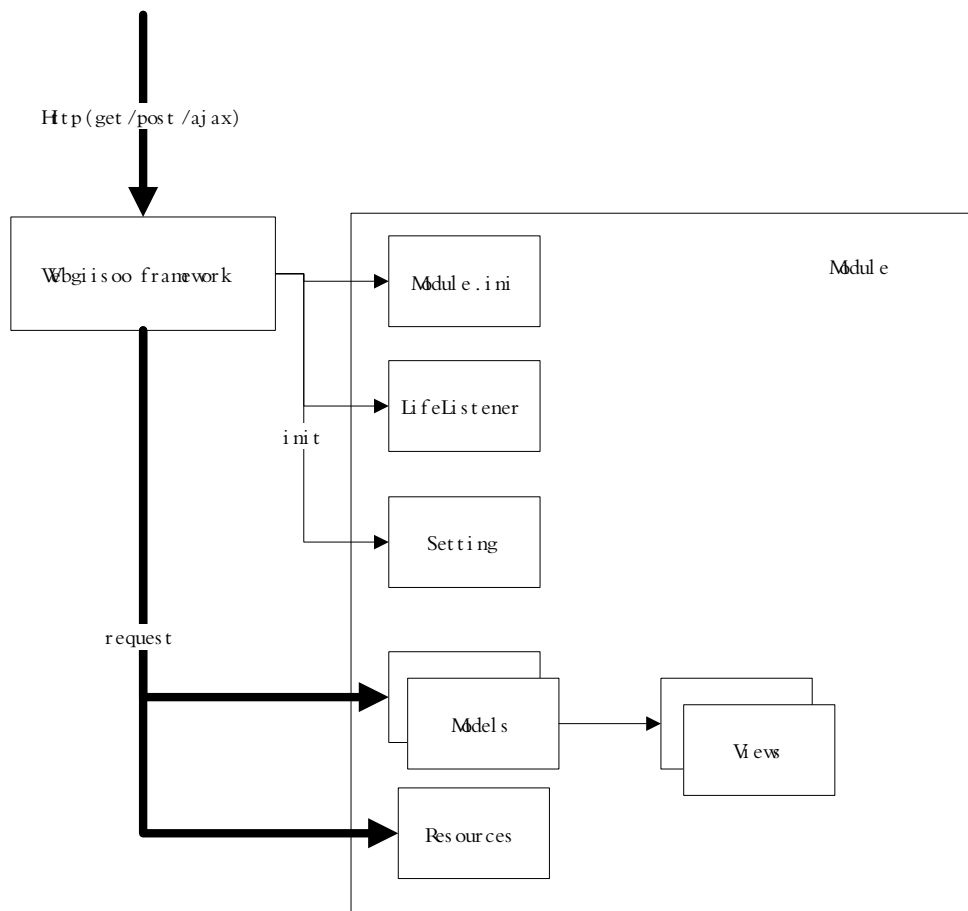 Http(get/post/ajax)
Webgiisoo framework
Module
Module.ini
LifeListener
init
Setting
request
Models
Views
Resources